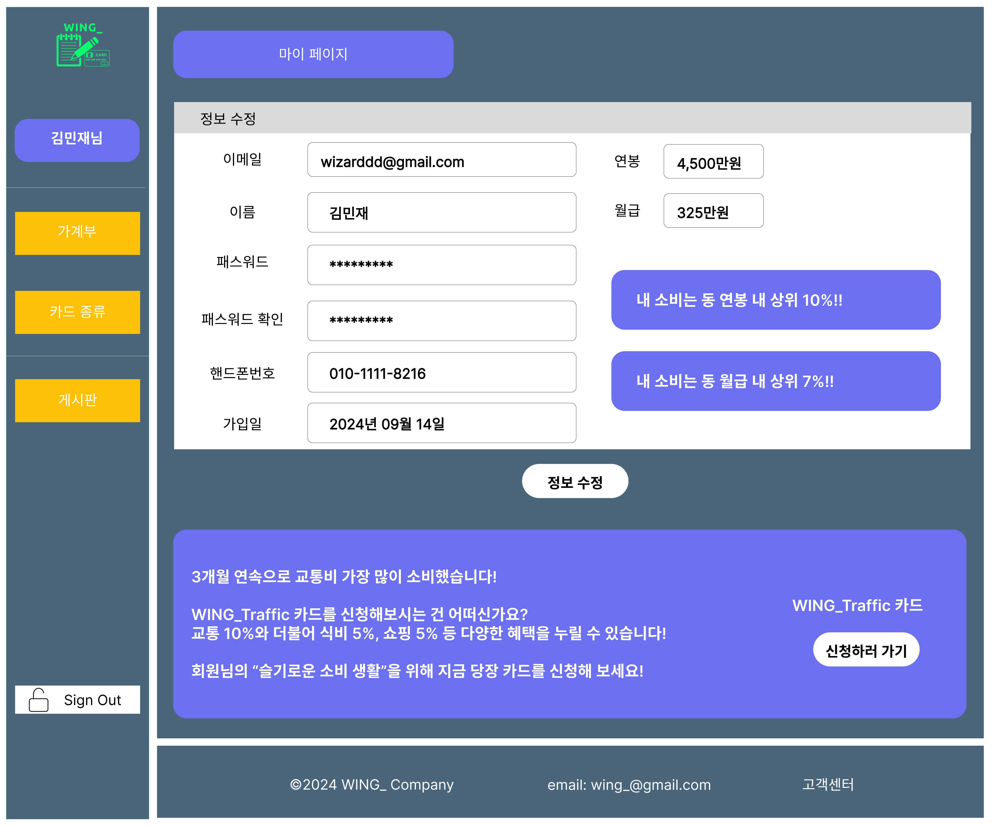 WING_
CARD
김민재님
가계부
카드 종류
게시판
Sign Out
마이 페이지
정보 수정
이메일
wizarddd@gmail.com
연봉
4,500만원
이름
김민재
월급
325만원
패스워드
*********
내 소비는 동 연봉 내 상위 10%!!
패스워드 확인
*********
핸드폰번호
010-1111-8216
내 소비는 동 월급 내 상위 7%!!
가입일
2024년 09월 14일
정보 수정
3개월 연속으로 교통비 가장 많이 소비했습니다!
WING_Traffic 카드를 신청해보시는 건 어떠신가요?
교통 10%와 더불어 식비 5%, 쇼핑 5% 등 다양한 혜택을 누릴 수 있습니다!
회원님의 “슬기로운 소비 생활”을 위해 지금 당장 카드를 신청해 보세요!
WING_Traffic 카드
신청하러 가기
©2024 WING_ Company
email: wing_@gmail.com
고객센터